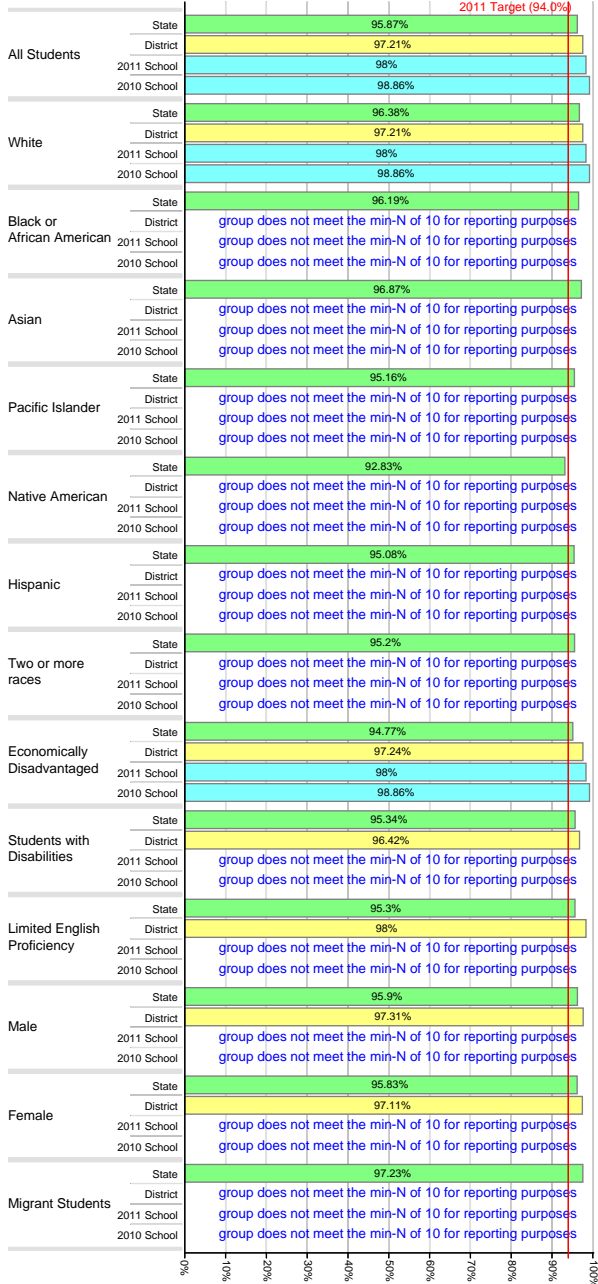 2011 Target (94.0%)
All Students
State 95.87%
District 97.21%
2011 School 98%
2010 School 98.86%
White
State 96.38%
District 97.21%
2011 School 98%
2010 School 98.86%
Black or
African American
State 96.19%
District group does not meet the min-N of 10 for reporting purposes
2011 School group does not meet the min-N of 10 for reporting purposes
2010 School group does not meet the min-N of 10 for reporting purposes
Asian
State 96.87%
District group does not meet the min-N of 10 for reporting purposes
2011 School group does not meet the min-N of 10 for reporting purposes
2010 School group does not meet the min-N of 10 for reporting purposes
Pacific Islander
State 95.16%
District group does not meet the min-N of 10 for reporting purposes
2011 School group does not meet the min-N of 10 for reporting purposes
2010 School group does not meet the min-N of 10 for reporting purposes
Native American
State 92.83%
District group does not meet the min-N of 10 for reporting purposes
2011 School group does not meet the min-N of 10 for reporting purposes
2010 School group does not meet the min-N of 10 for reporting purposes
Hispanic
State 95.08%
District group does not meet the min-N of 10 for reporting purposes
2011 School group does not meet the min-N of 10 for reporting purposes
2010 School group does not meet the min-N of 10 for reporting purposes
Two or more
races
State 95.2%
District group does not meet the min-N of 10 for reporting purposes
2011 School group does not meet the min-N of 10 for reporting purposes
2010 School group does not meet the min-N of 10 for reporting purposes
Economically
Disadvantaged
State 94.77%
District 97.24%
2011 School 98%
2010 School 98.86%
Students with
Disabilities
State 95.34%
District 96.42%
2011 School group does not meet the min-N of 10 for reporting purposes
2010 School group does not meet the min-N of 10 for reporting purposes
Limited English
Proficiency
State 95.3%
District 98%
2011 School group does not meet the min-N of 10 for reporting purposes
2010 School group does not meet the min-N of 10 for reporting purposes
Male
State 95.9%
District 97.31%
2011 School group does not meet the min-N of 10 for reporting purposes
2010 School group does not meet the min-N of 10 for reporting purposes
Female
State 95.83%
District 97.11%
2011 School group does not meet the min-N of 10 for reporting purposes
2010 School group does not meet the min-N of 10 for reporting purposes
Migrant Students
State 97.23%
District group does not meet the min-N of 10 for reporting purposes
2011 School group does not meet the min-N of 10 for reporting purposes
2010 School group does not meet the min-N of 10 for reporting purposes
0%
10%
20%
30%
40%
50%
60%
70%
80%
90%
100%